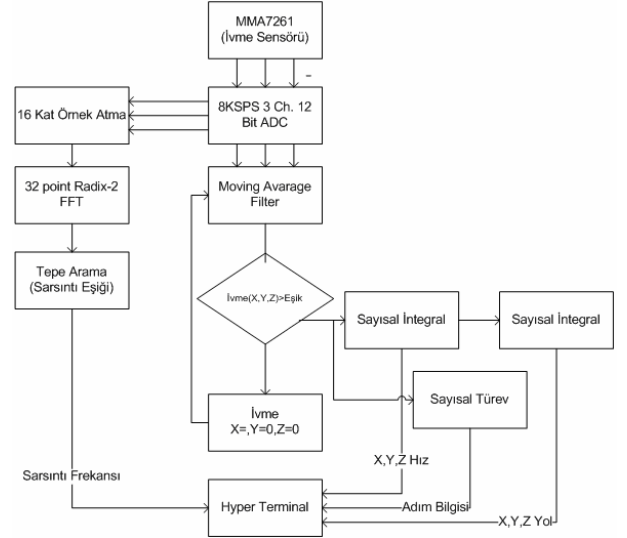 MMA7261
(İvme Sensörü)
16 Kat Örnek Atma
8KSPS 3 Ch. 12
Bit ADC
32 point Radix-2
FFT
Moving Avarage
Filter
Tepe Arama
(Sarsıntı Eşiği)
İvme(X,Y,Z)>Eşik
Sayısal İntegral
Sayısal İntegral
Sayısal Türev
İvme
X=,Y=0,Z=0
X,Y,Z Hız
Sarsıntı Frekansı
Hyper Terminal
Adım Bilgisi
X,Y,Z Yol